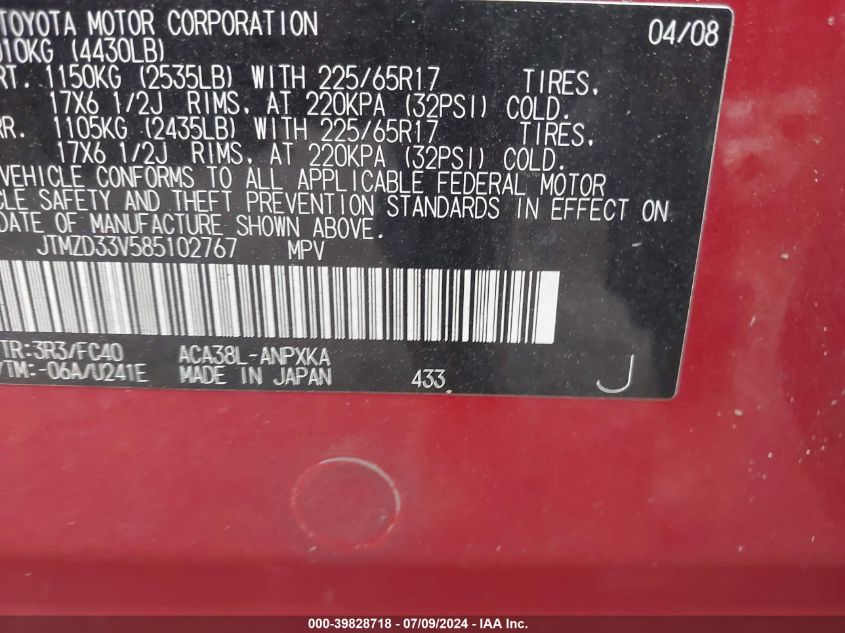 TOYOTA MOTOR CORPORATION 04/08
010KG (4430LB)
RT. 1150KG (2535LB) WITH 225/65R17 TIRES,
17X6 1/2J RIMS, AT 220KPA (32PSI) COLD.
RR. 1105KG (2435LB) WITH 225/65R17 TIRES,
17X6 1/2J RIMS, AT 220KPA (32PSI) COLD.
VEHICLE CONFORMS TO ALL APPLICABLE FEDERAL MOTOR
CLE SAFETY AND THEFT PREVENTION STANDARDS IN EFFECT ON
DATE OF MANUFACTURE SHOWN ABOVE.
JTMZD33V585102767 MPV
TR:3R3/FC40 ACA38L-ANPXKA
/TM:-06A/U241E MADE IN JAPAN 433 J
000-39828718 - 07/09/2024 - IAA Inc.